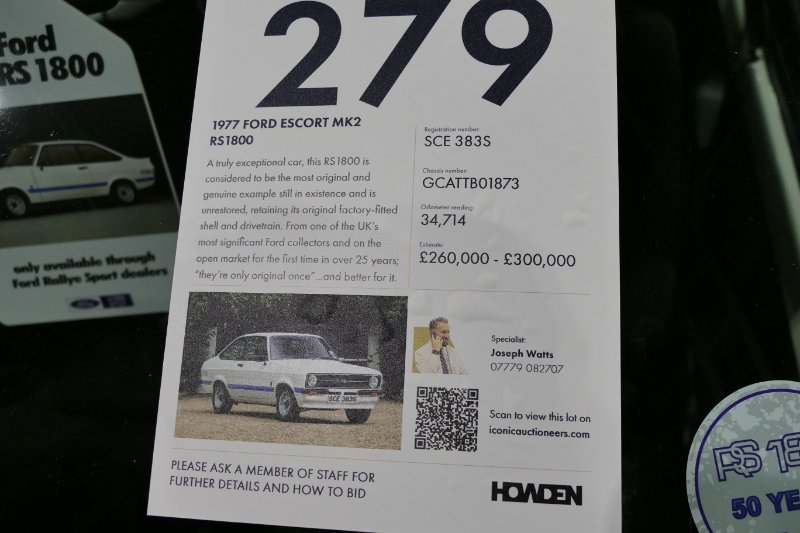 Ford
RS 1800
only available through
Ford Rallye Sport dealers
279
1977 FORD ESCORT MK2
RS1800
A truly exceptional car, this RS1800 is
considered to be the most original and
genuine example still in existence and is
unrestored, retaining its original factory-fitted
shell and drivetrain. From one of the UK's
most significant Ford collectors and on the
open market for the first time in over 25 years;
"they're only original once"...and better for it.
Registration number:
SCE 383S
Chassis number:
GCATTB01873
Odometer reading:
34,714
Estimate:
£260,000 - £300,000
SCE 383S
Specialist:
Joseph Watts
07779 082707
Scan to view this lot on
iconicauctioneers.com
PLEASE ASK A MEMBER OF STAFF FOR
FURTHER DETAILS AND HOW TO BID
HOWDEN
RS 18
50 YE